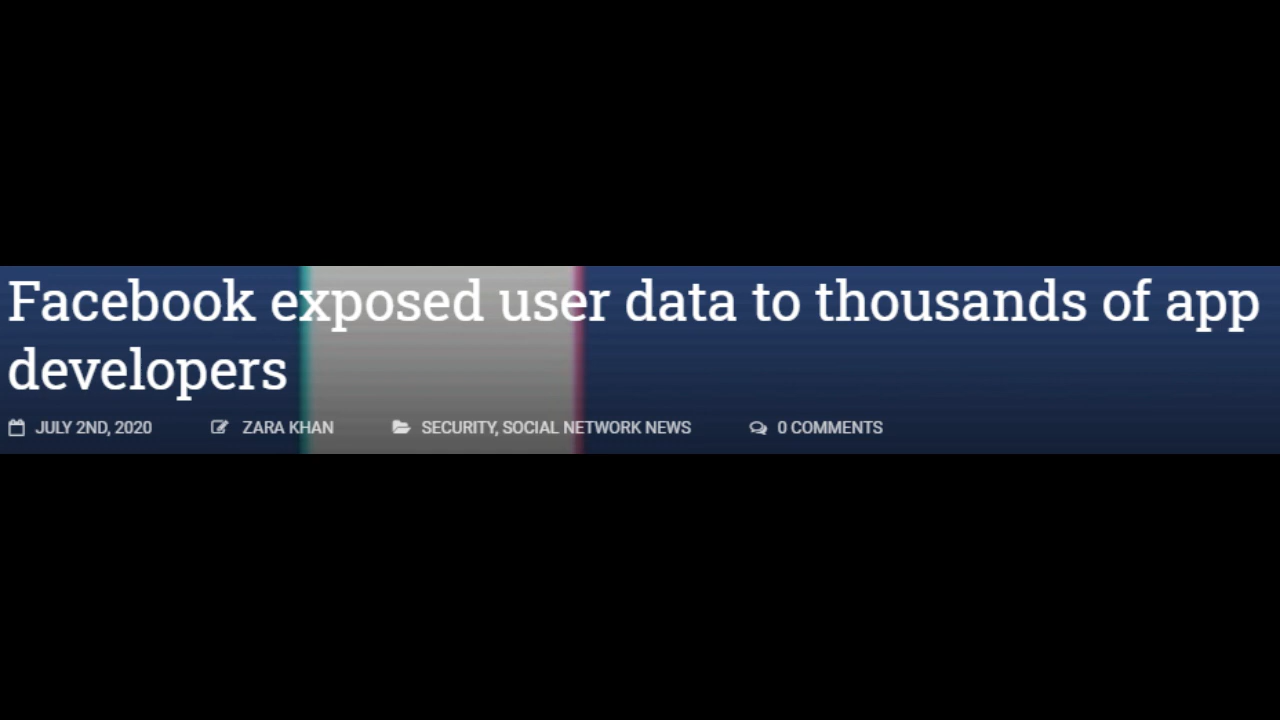 Facebook exposed user data to thousands of app
developers
JULY 2ND, 2020 ZARA KHAN SECURITY, SOCIAL NETWORK NEWS 0 COMMENTS